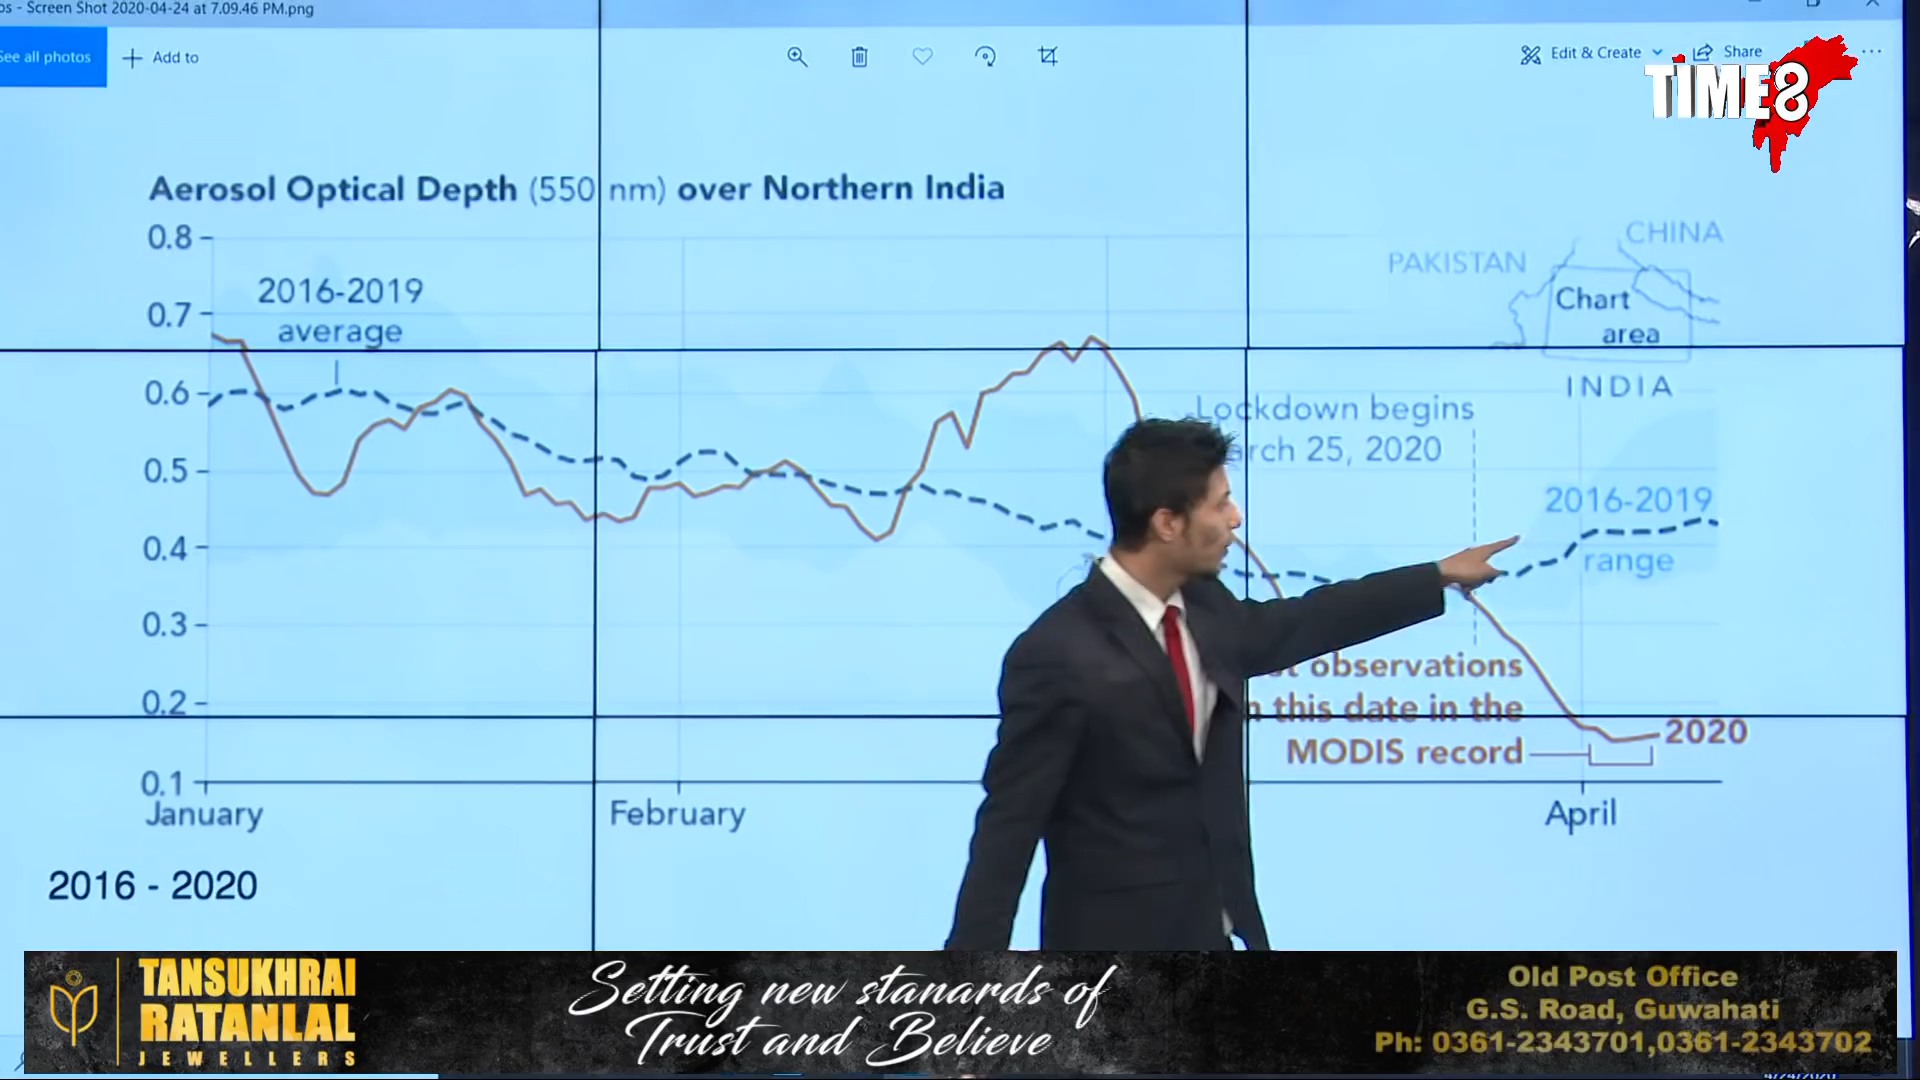 os - Screen Shot 2020-04-24 at 7.09.46 PM.png
See all photos
Add to
Edit & Create
Share
TIME8
Aerosol Optical Depth (550 nm) over Northern India
0.8
0.7
0.6
0.5
0.4
0.3
0.2
0.1
2016-2019
average
PAKISTAN
CHINA
Chart
area
INDIA
Lockdown begins
arch 25, 2020
2016-2019
range
observations
this date in the
MODIS record
2020
January
February
April
2016 - 2020
TANSUKHRAI
RATANLAL
JEWELLERS
Setting new stanards of
Trust and Believe
Old Post Office
G.S. Road, Guwahati
Ph: 0361-2343701,0361-2343702